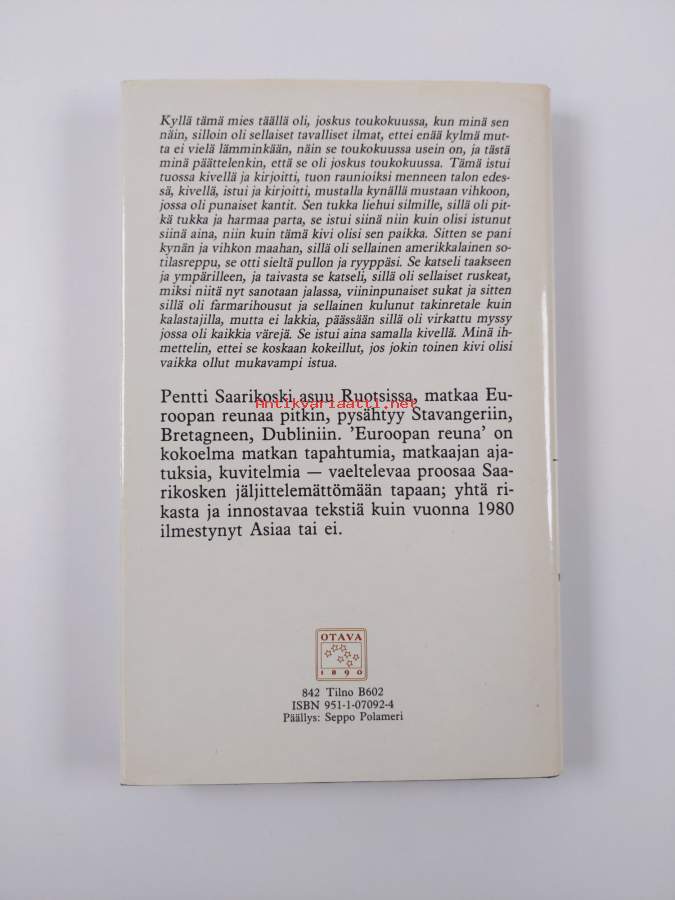 Kyllä tämä mies täällä oli, joskus toukokuussa, kun minä sen
näin, silloin oli sellaiset tavalliset ilmat, ettei enää kylmä mut-
ta ei vielä lämminkään, näin se toukokuussa usein on, ja tästä
minä päättelenkin, että se oli joskus toukokuussa. Tämä istui
tuossa kivellä ja kirjoitti, tuon raunioiksi menneen talon edes-
sä, kivellä, istui ja kirjoitti, mustalla kynällä mustaan vihkoon,
jossa oli punaiset kantit. Sen tukka liehui silmille, sillä oli pit-
kä tukka ja harmaa parta, se istui siinä niin kuin olisi istunut
siinä aina, niin kuin tämä kivi olisi sen paikka. Sitten se pani
kynän ja vihkon maahan, sillä oli sellainen amerikkalainen so-
tilasreppu, se otti sieltä pullon ja ryyppäsi. Se katseli taakseen
ja ympärilleen, ja taivasta se katseli, sillä oli sellaiset ruskeat,
miksi niitä nyt sanotaan jalassa, viininpunaiset sukat ja sitten
sillä oli farmarihousut ja sellainen kulunut takinretale kuin
kalastajilla, mutta ei lakkia, päässään sillä oli virkattu myssy
jossa oli kaikkia värejä. Se istui aina samalla kivellä. Minä ih-
mettelin, ettei se koskaan kokeillut, jos jokin toinen kivi olisi
vaikka ollut mukavampi istua.
Pentti Saarikoski asuu Ruotsissa, matkaa Eu-
roopan reunaa pitkin, pysähtyy Stavangeriin,
Antikvariaatti.net
Bretagneen, Dubliniin. 'Euroopan reuna' on
kokoelma matkan tapahtumia, matkaajan aja-
tuksia, kuvitelmia — vaeltelevaa proosaa Saa-
rikosken jäljittelemättömään tapaan; yhtä ri-
kasta ja innostavaa tekstiä kuin vuonna 1980
ilmestynyt Asiaa tai ei.
OTAVA
1890
842 Tilno B602
ISBN 951-1-07092-4
Päällys: Seppo Polameri